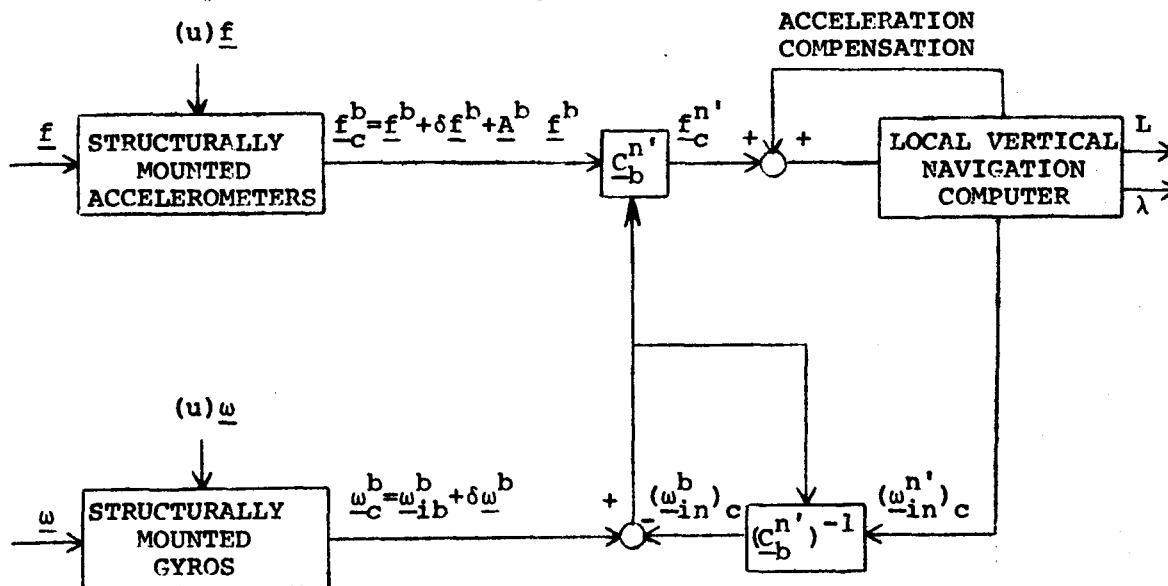 ACCELERATION
COMPENSATION
(u) f
f
STRUCTURALLY
MOUNTED
ACCELEROMETERS
f_c^b = f^b + δf^b + A^b f^b
C_b^n'
f_c^n'
+
+
LOCAL VERTICAL
NAVIGATION
COMPUTER
L
λ
(u) ω
ω
STRUCTURALLY
MOUNTED
GYROS
ω_c^b = ω_ib^b + δω^b
+
-
(ω_in^b)_c
(C_b^n')^-1
(ω_in^n')_c